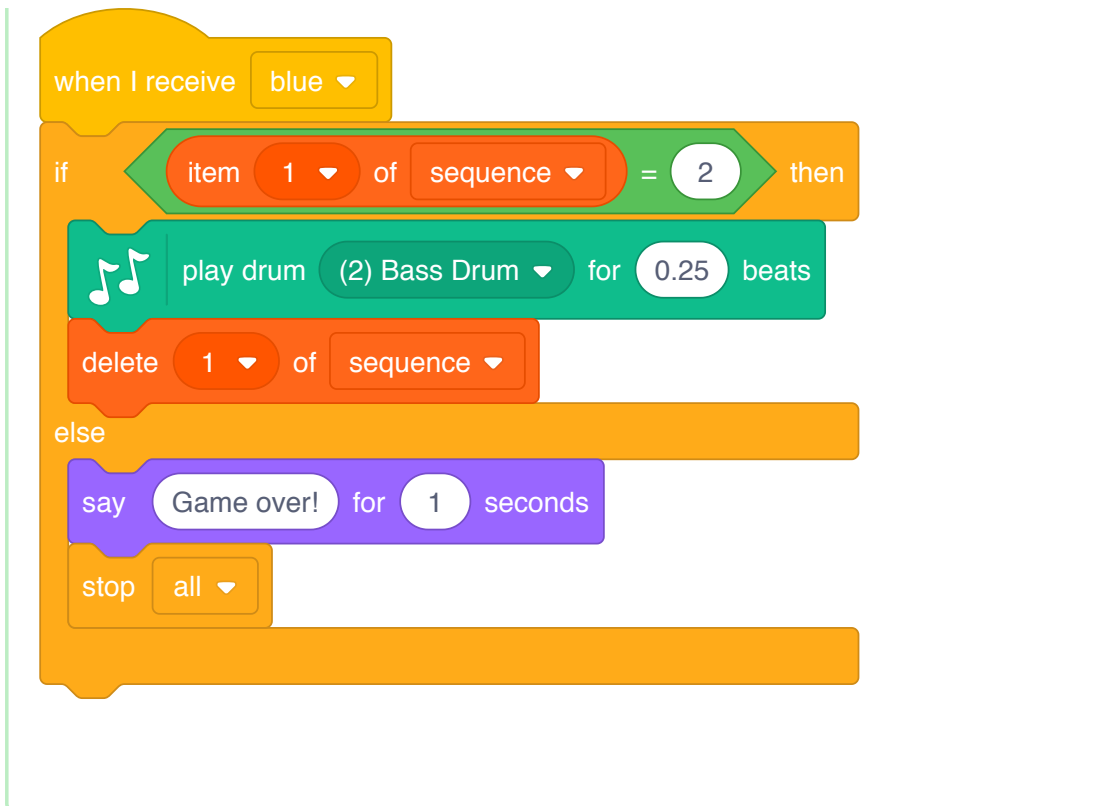 when I receive blue
if item 1 of sequence = 2 then
play drum (2) Bass Drum for 0.25 beats
delete 1 of sequence
else
say Game over! for 1 seconds
stop all